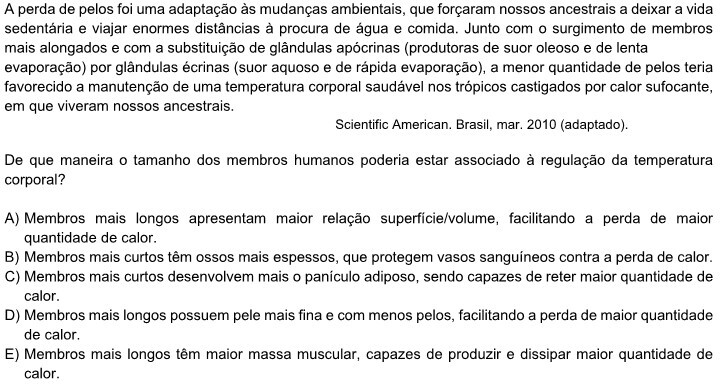 A perda de pelos foi uma adaptação às mudanças ambientais, que forçaram nossos ancestrais a deixar a vida
sedentária e viajar enormes distâncias à procura de água e comida. Junto com o surgimento de membros
mais alongados e com a substituição de glândulas apócrinas (produtoras de suor oleoso e de lenta
evaporação) por glândulas écrinas (suor aquoso e de rápida evaporação), a menor quantidade de pelos teria
favorecido a manutenção de uma temperatura corporal saudável nos trópicos castigados por calor sufocante,
em que viveram nossos ancestrais.
Scientific American. Brasil, mar. 2010 (adaptado).
De que maneira o tamanho dos membros humanos poderia estar associado à regulação da temperatura
corporal?
A) Membros mais longos apresentam maior relação superfície/volume, facilitando a perda de maior
quantidade de calor.
B) Membros mais curtos têm ossos mais espessos, que protegem vasos sanguíneos contra a perda de calor.
C) Membros mais curtos desenvolvem mais o panículo adiposo, sendo capazes de reter maior quantidade de
calor.
D) Membros mais longos possuem pele mais fina e com menos pelos, facilitando a perda de maior quantidade
de calor.
E) Membros mais longos têm maior massa muscular, capazes de produzir e dissipar maior quantidade de
calor.